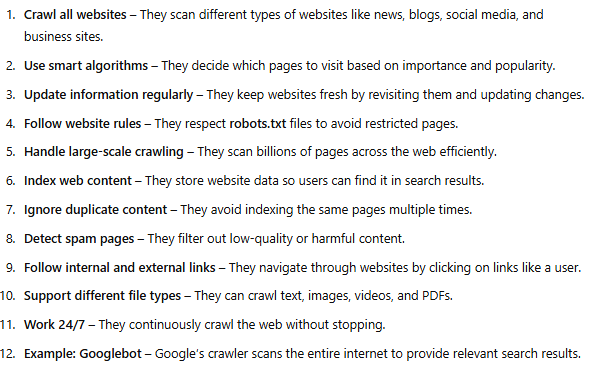 1. Crawl all websites – They scan different types of websites like news, blogs, social media, and
business sites.
2. Use smart algorithms – They decide which pages to visit based on importance and popularity.
3. Update information regularly – They keep websites fresh by revisiting them and updating changes.
4. Follow website rules – They respect robots.txt files to avoid restricted pages.
5. Handle large-scale crawling – They scan billions of pages across the web efficiently.
6. Index web content – They store website data so users can find it in search results.
7. Ignore duplicate content – They avoid indexing the same pages multiple times.
8. Detect spam pages – They filter out low-quality or harmful content.
9. Follow internal and external links – They navigate through websites by clicking on links like a user.
10. Support different file types – They can crawl text, images, videos, and PDFs.
11. Work 24/7 – They continuously crawl the web without stopping.
12. Example: Googlebot – Google's crawler scans the entire internet to provide relevant search results.